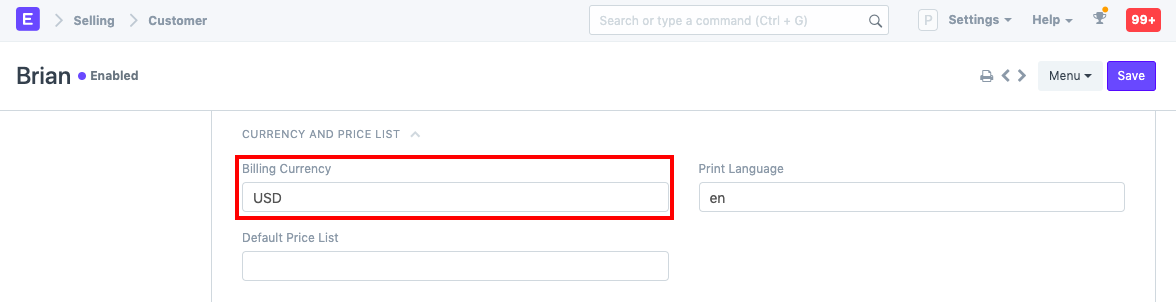 E Selling Customer Search or type a command (Ctrl + G) P Settings Help 99+
Brian Enabled Menu Save
CURRENCY AND PRICE LIST
Billing Currency Print Language
USD en
Default Price List